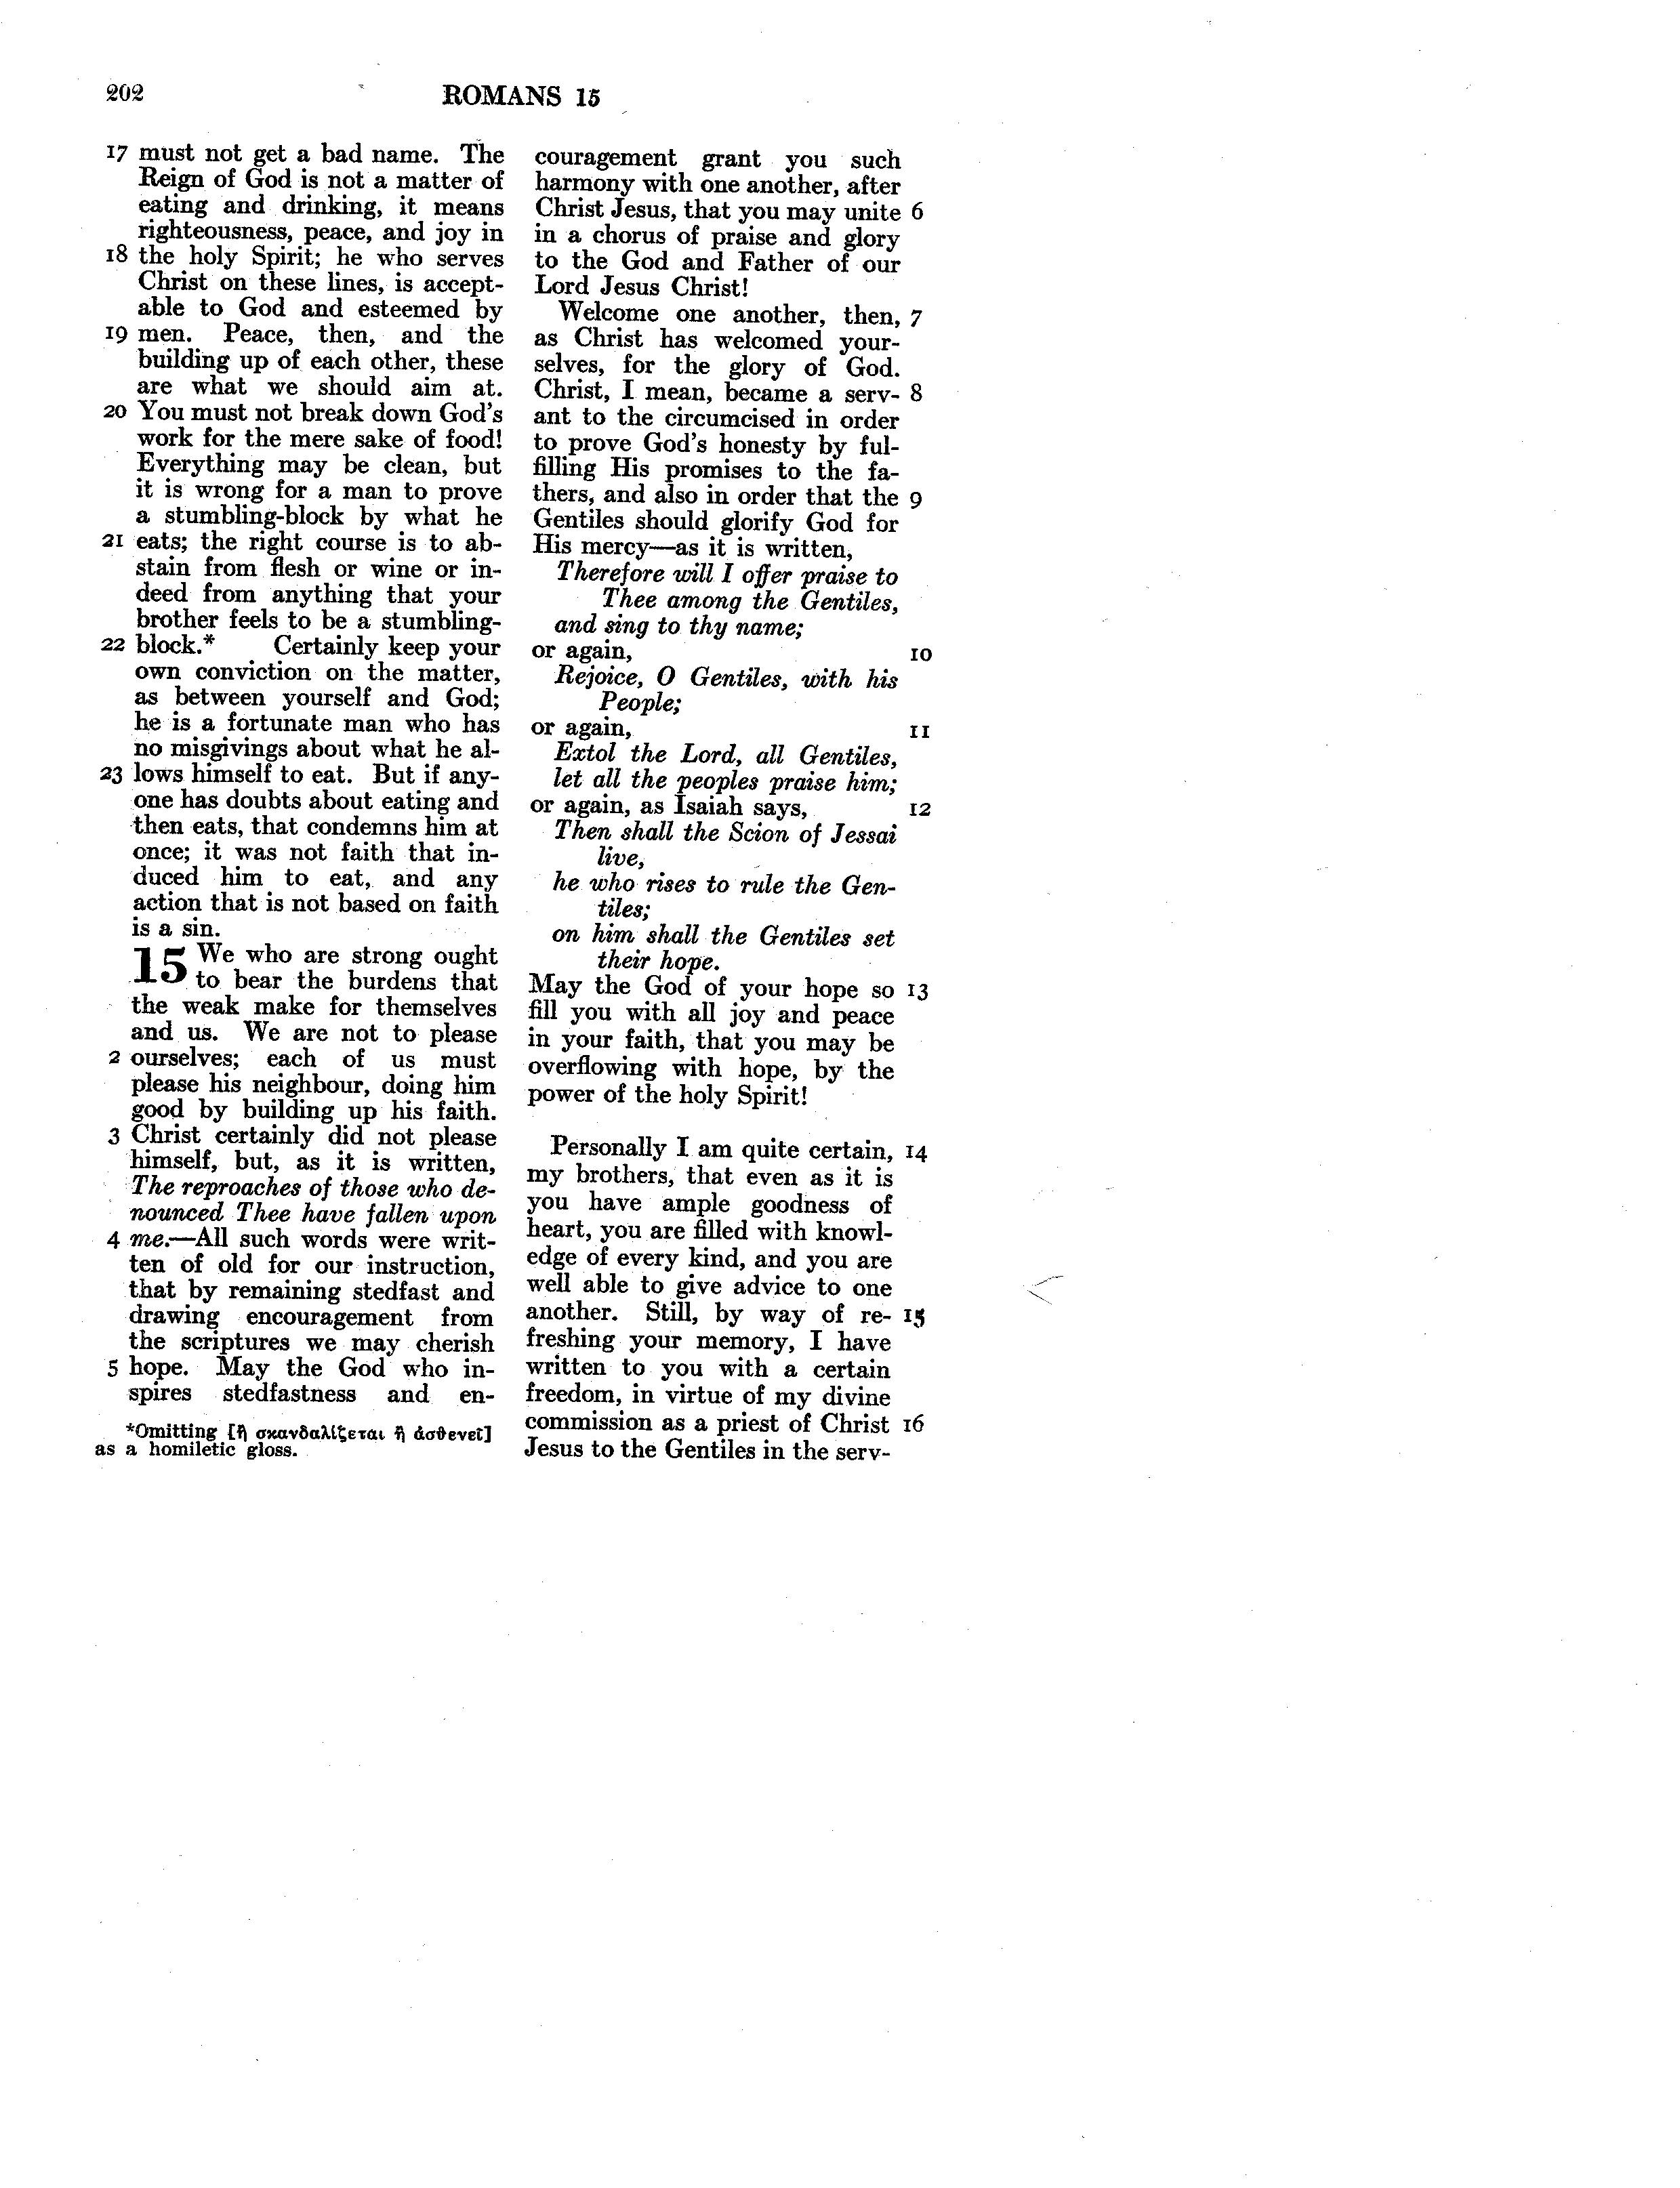 202
ROMANS 15
17 must not get a bad name. The
Reign of God is not a matter of
eating and drinking, it means
righteousness, peace, and joy in
18 the holy Spirit; he who serves
Christ on these lines, is accept-
able to God and esteemed by
19 men. Peace, then, and the
building up of each other, these
are what we should aim at.
20 You must not break down God's
work for the mere sake of food!
Everything may be clean, but
it is wrong for a man to prove
a stumbling-block by what he
21 eats; the right course is to ab-
stain from flesh or wine or in-
deed from anything that your
brother feels to be a stumbling-
22 block.* Certainly keep your
own conviction on the matter,
as between yourself and God;
he is a fortunate man who has
no misgivings about what he al-
23 lows himself to eat. But if any-
one has doubts about eating and
then eats, that condemns him at
once; it was not faith that in-
duced him to eat, and any
action that is not based on faith
is a sin.
15 We who are strong ought
to bear the burdens that
the weak make for themselves
and us. We are not to please
2 ourselves; each of us must
please his neighbour, doing him
good by building up his faith.
3 Christ certainly did not please
himself, but, as it is written,
The reproaches of those who de-
nounced Thee have fallen upon
4 me.—All such words were writ-
ten of old for our instruction,
that by remaining stedfast and
drawing encouragement from
the scriptures we may cherish
5 hope. May the God who in-
spires stedfastness and en-
*Omitting [ἢ σκανδαλίζεται ἢ ἀσθενεῖ]
as a homiletic gloss.
couragement grant you such
harmony with one another, after
Christ Jesus, that you may unite 6
in a chorus of praise and glory
to the God and Father of our
Lord Jesus Christ!
Welcome one another, then, 7
as Christ has welcomed your-
selves, for the glory of God.
Christ, I mean, became a serv- 8
ant to the circumcised in order
to prove God's honesty by ful-
filling His promises to the fa-
thers, and also in order that the 9
Gentiles should glorify God for
His mercy—as it is written,
Therefore will I offer praise to
Thee among the Gentiles,
and sing to thy name;
or again, 10
Rejoice, O Gentiles, with his
People;
or again, 11
Extol the Lord, all Gentiles,
let all the peoples praise him;
or again, as Isaiah says, 12
Then shall the Scion of Jessai
live,
he who rises to rule the Gen-
tiles;
on him shall the Gentiles set
their hope.
May the God of your hope so 13
fill you with all joy and peace
in your faith, that you may be
overflowing with hope, by the
power of the holy Spirit!
Personally I am quite certain, 14
my brothers, that even as it is
you have ample goodness of
heart, you are filled with knowl-
edge of every kind, and you are
well able to give advice to one
another. Still, by way of re- 15
freshing your memory, I have
written to you with a certain
freedom, in virtue of my divine
commission as a priest of Christ 16
Jesus to the Gentiles in the serv-